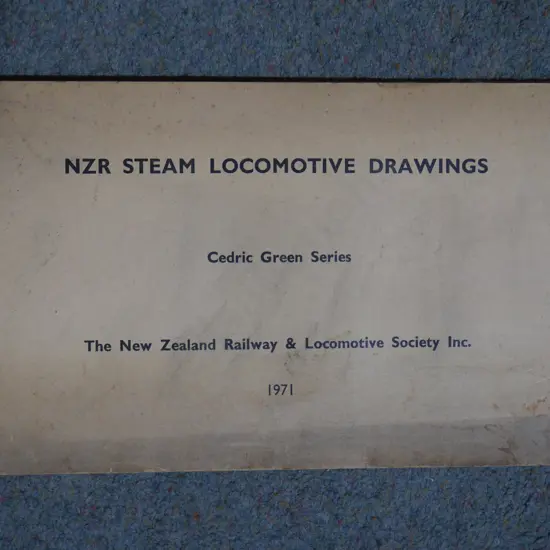 NZR STEAM LOCOMOTIVE DRAWINGS
Cedric Green Series
The New Zealand Railway & Locomotive Society Inc.
1971